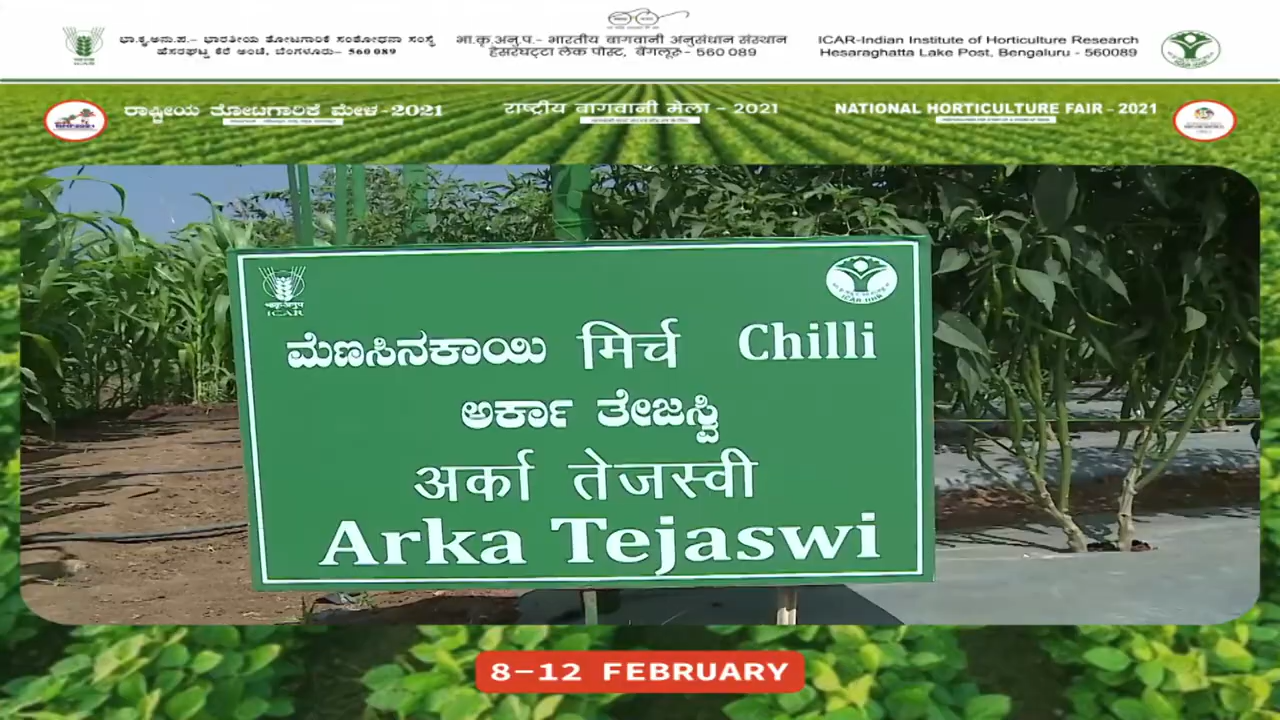 ಭಾ.ಕೃ.ಅನು.ಪ.- ಭಾರತೀಯ ತೋಟಗಾರಿಕೆ ಸಂಶೋಧನಾ ಸಂಸ್ಥೆ
ಹೆಸರಘಟ್ಟ ಕೆರೆ ಅಂಚೆ, ಬೆಂಗಳೂರು- 560 089
भा.कृ.अनु.प.- भारतीय बागवानी अनुसंधान संस्थान
हेसरघट्टा लेक पोस्ट, बेंगलूरू- 560 089
ICAR-Indian Institute of Horticulture Research
Hesaraghatta Lake Post, Bengaluru - 560089
ರಾಷ್ಟ್ರೀಯ ತೋಟಗಾರಿಕೆ ಮೇಳ -2021
राष्ट्रीय बागवानी मेला - 2021
NATIONAL HORTICULTURE FAIR - 2021
ICAR
ಮೆಣಸಿನಕಾಯಿ मिर्च Chilli
ಅರ್ಕಾ ತೇಜಸ್ವಿ
अर्का तेजस्वी
Arka Tejaswi
8-12 FEBRUARY